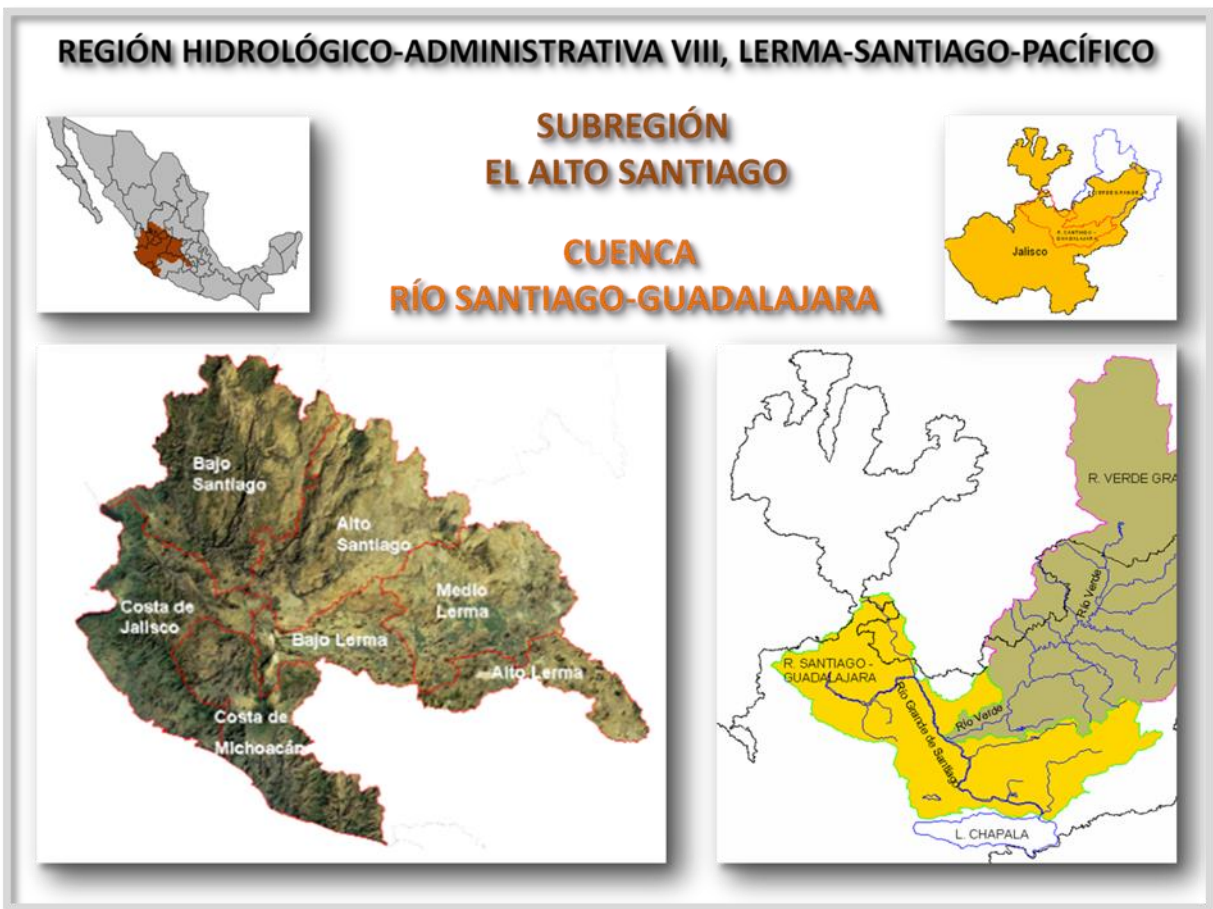 REGIÓN HIDROLÓGICO-ADMINISTRATIVA VIII, LERMA-SANTIAGO-PACÍFICO
SUBREGIÓN
EL ALTO SANTIAGO
CUENCA
RÍO SANTIAGO-GUADALAJARA
R. SANTIAGO -
GUADALAJARA
Jalisco
Bajo
Santiago
Alto
Santiago
Medio
Lerma
Costa de
Jalisco
Bajo Lerma
Alto Lerma
Costa de
Michoacán
R. VERDE GRA
Río Verde
R. SANTIAGO -
GUADALAJARA
Río Grande de Santiago
Río Verde
L. CHAPALA